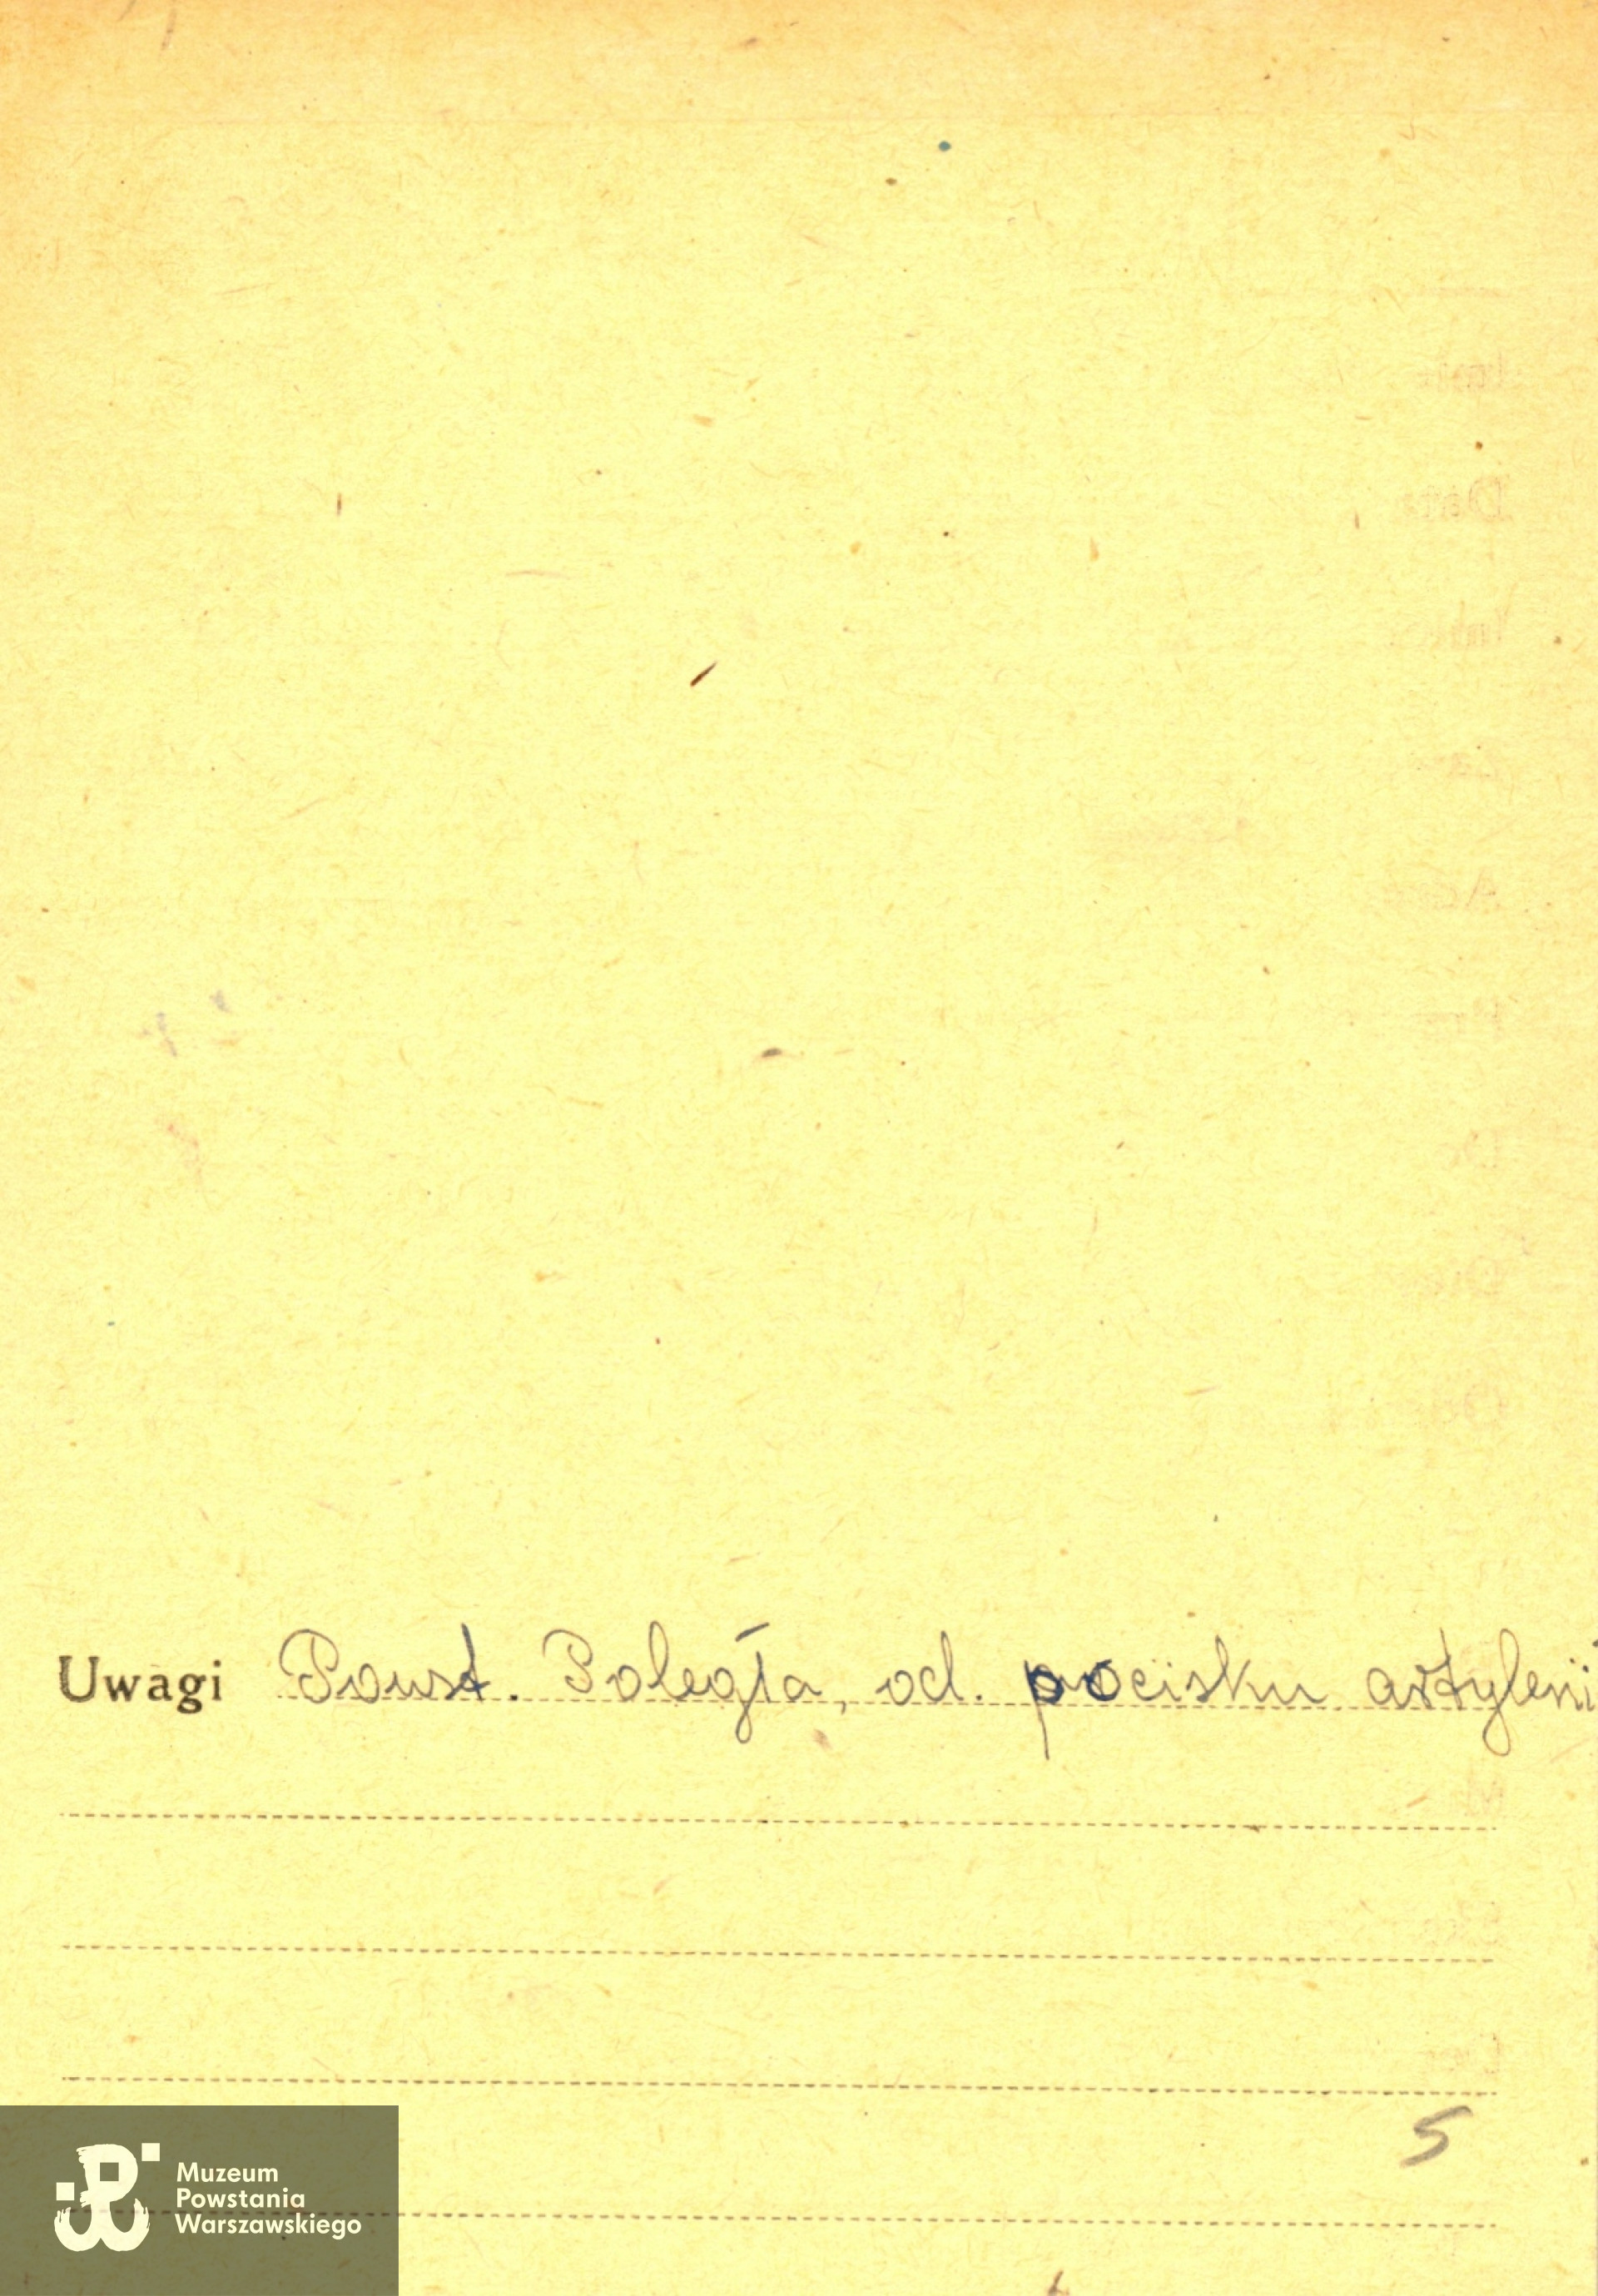 Uwagi Powst. Poległa, od. pocisku artylerii
5
Muzeum
Powstania
Warszawskiego